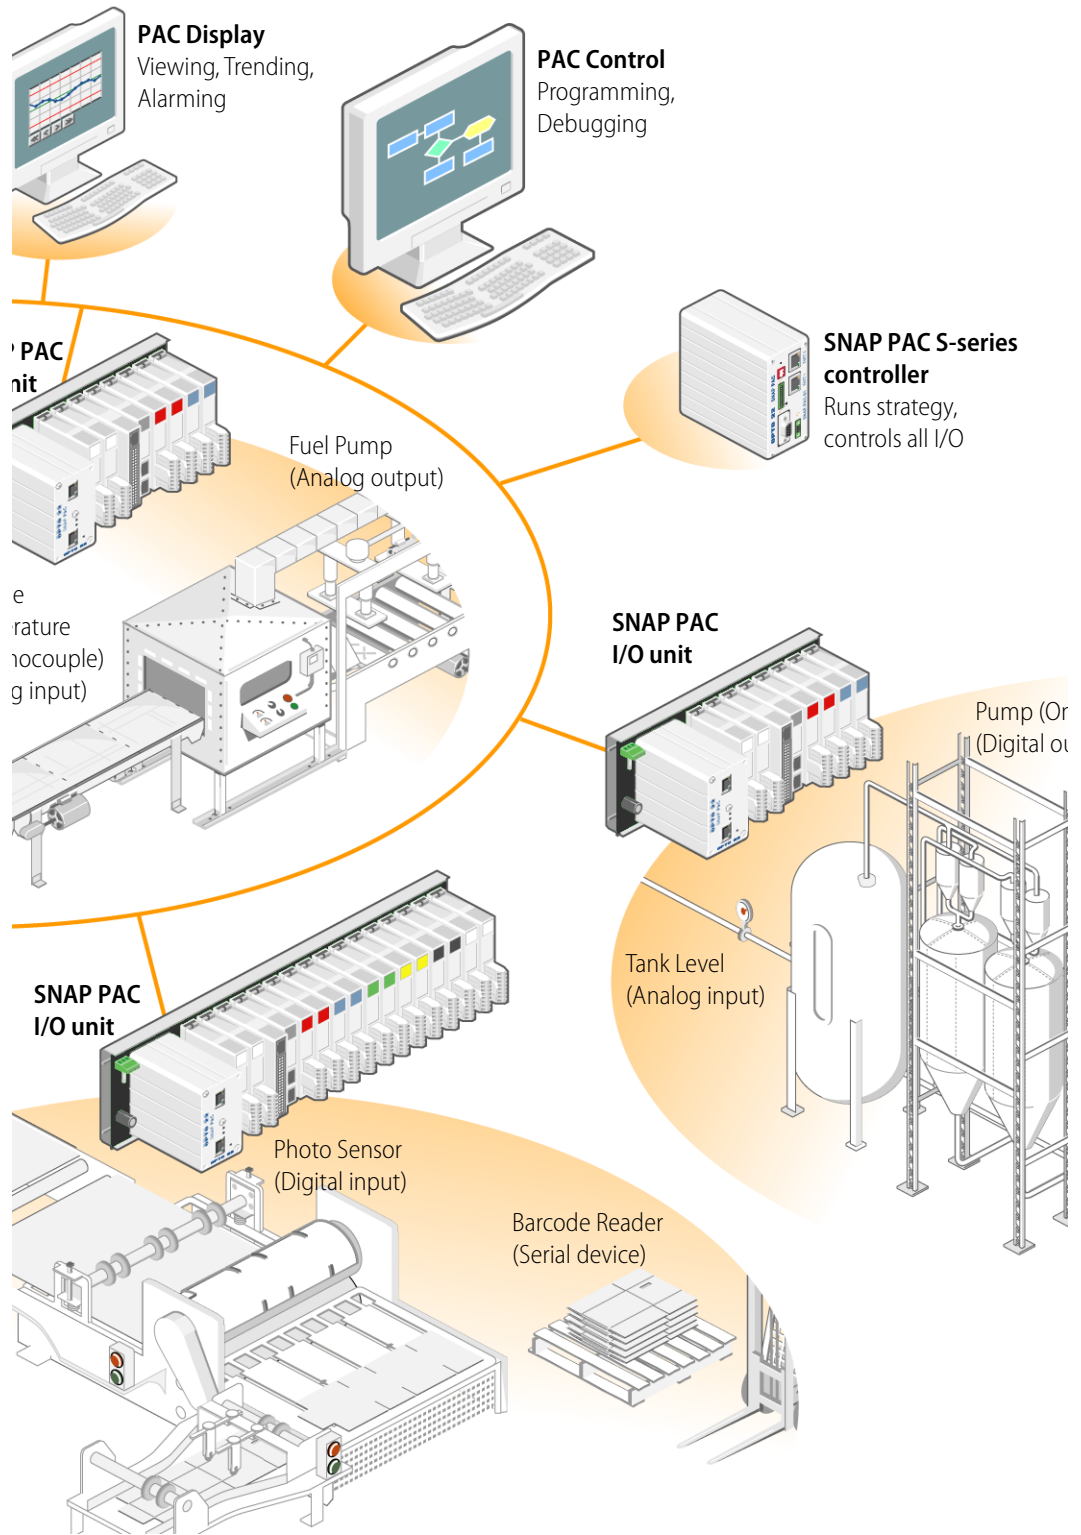 PAC Display
Viewing, Trending,
Alarming
PAC Control
Programming,
Debugging
SNAP PAC S-series
controller
Runs strategy,
controls all I/O
PAC
Fuel Pump
(Analog output)
SNAP PAC
I/O unit
input)
Pump
(Digital
Tank Level
(Analog input)
SNAP PAC
I/O unit
Photo Sensor
(Digital input)
Barcode Reader
(Serial device)